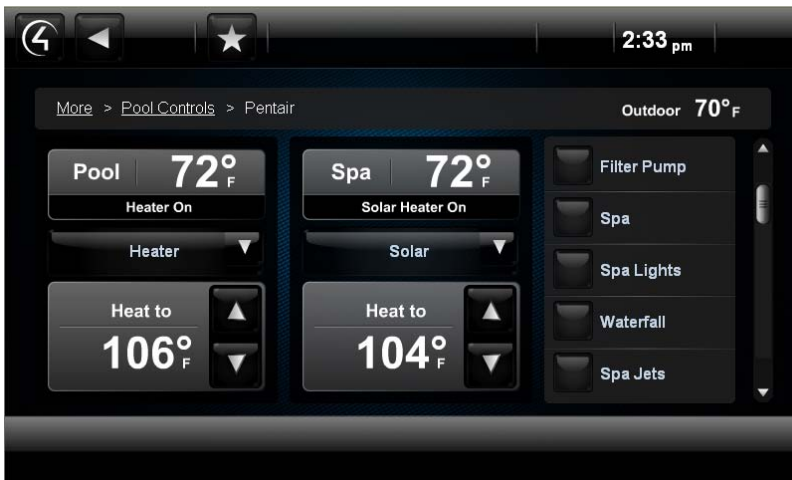 2:33 pm
More > Pool Controls > Pentair
Outdoor 70°F
Pool 72°F
Heater On
Heater
Heat to
106°F
Spa 72°F
Solar Heater On
Solar
Heat to
104°F
Filter Pump
Spa
Spa Lights
Waterfall
Spa Jets